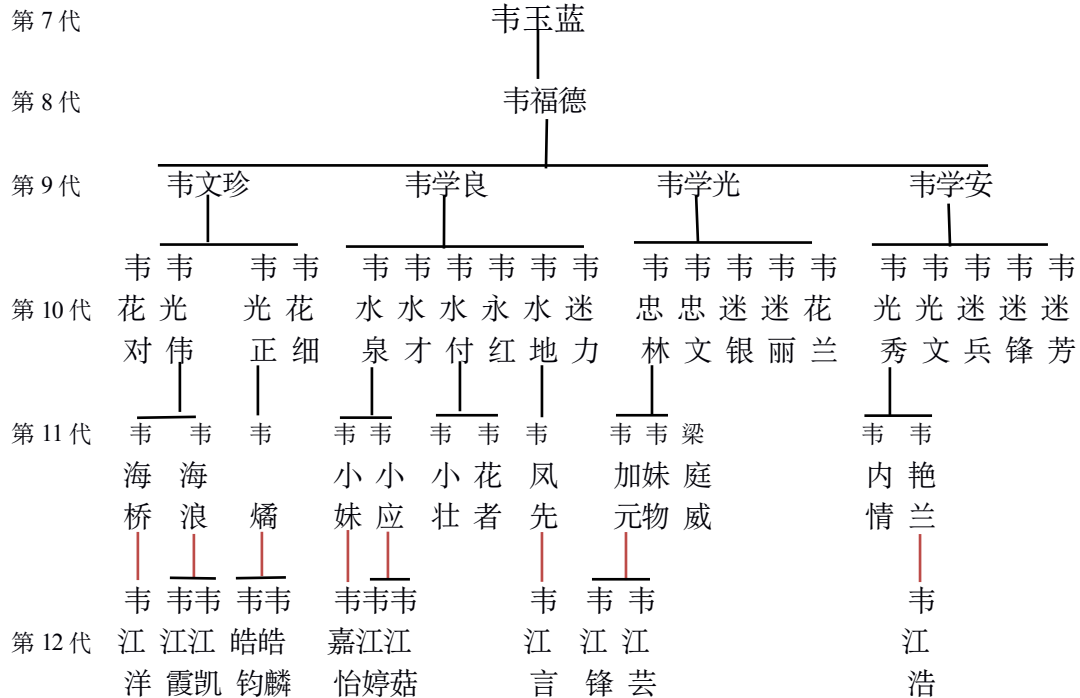 第 7 代 韦玉蓝
第 8 代 韦福德
第 9 代 韦文珍 韦学良 韦学光 韦学安
韦 韦 韦 韦 韦 韦 韦 韦 韦 韦 韦 韦 韦 韦 韦 韦 韦 韦 韦 韦
第 10 代 花 光 光 花 水 水 水 永 水 迷 忠 忠 迷 迷 花 光 光 迷 迷 迷
对 伟 正 细 泉 才 付 红 地 力 林 文 银 丽 兰 秀 文 兵 锋 芳
第 11 代 韦 韦 韦 韦 韦 韦 韦 韦 韦 韦 梁 韦 韦
海 海 小 小 小 花 凤 加妹 庭 内 艳
桥 浪 燏 妹 应 壮 者 先 元物 威 情 兰
韦 韦韦 韦韦 韦韦韦 韦 韦 韦 韦
第 12 代 江 江江 皓皓 嘉江江 江 江 江 江
洋 霞凯 钧麟 怡婷菇 言 锋 芸 浩